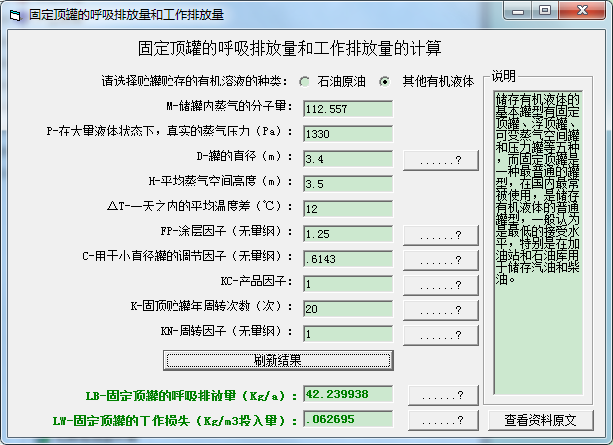 固定顶罐的呼吸排放量和工作排放量
固定顶罐的呼吸排放量和工作排放量的计算
请选择贮罐贮存的有机溶液的种类： 石油原油 其他有机液体
M-储罐内蒸气的分子量： 112.557
P-在大量液体状态下，真实的蒸气压力（Pa）： 1330
D-罐的直径（m）： 3.4 ......?
H-平均蒸气空间高度（m）： 3.5
△T-一天之内的平均温度差（℃）： 12
FP-涂层因子（无量纲）： 1.25 ......?
C-用于小直径罐的调节因子（无量纲）： .6143 ......?
KC-产品因子： 1 ......?
K-固顶贮罐年周转次数（次）： 20 ......?
KN-周转因子（无量纲）： 1 ......?
刷新结果
LB-固定顶罐的呼吸排放量（Kg/a）： 42.239938 ......?
LW-固定顶罐的工作损失（Kg/m3投入量）： .062695 ......?
说明
储存有机液体的
基本罐型有固定
顶罐、浮顶罐、
可变蒸气空间罐
和压力罐等五种
，而固定顶罐是
一种最普通的罐
型，在国内最常
被使用，是储存
有机液体的普通
罐型，一般认为
是最低的接受水
平，特别是在加
油站和石油库用
于储存汽油和柴
油。
查看资料原文